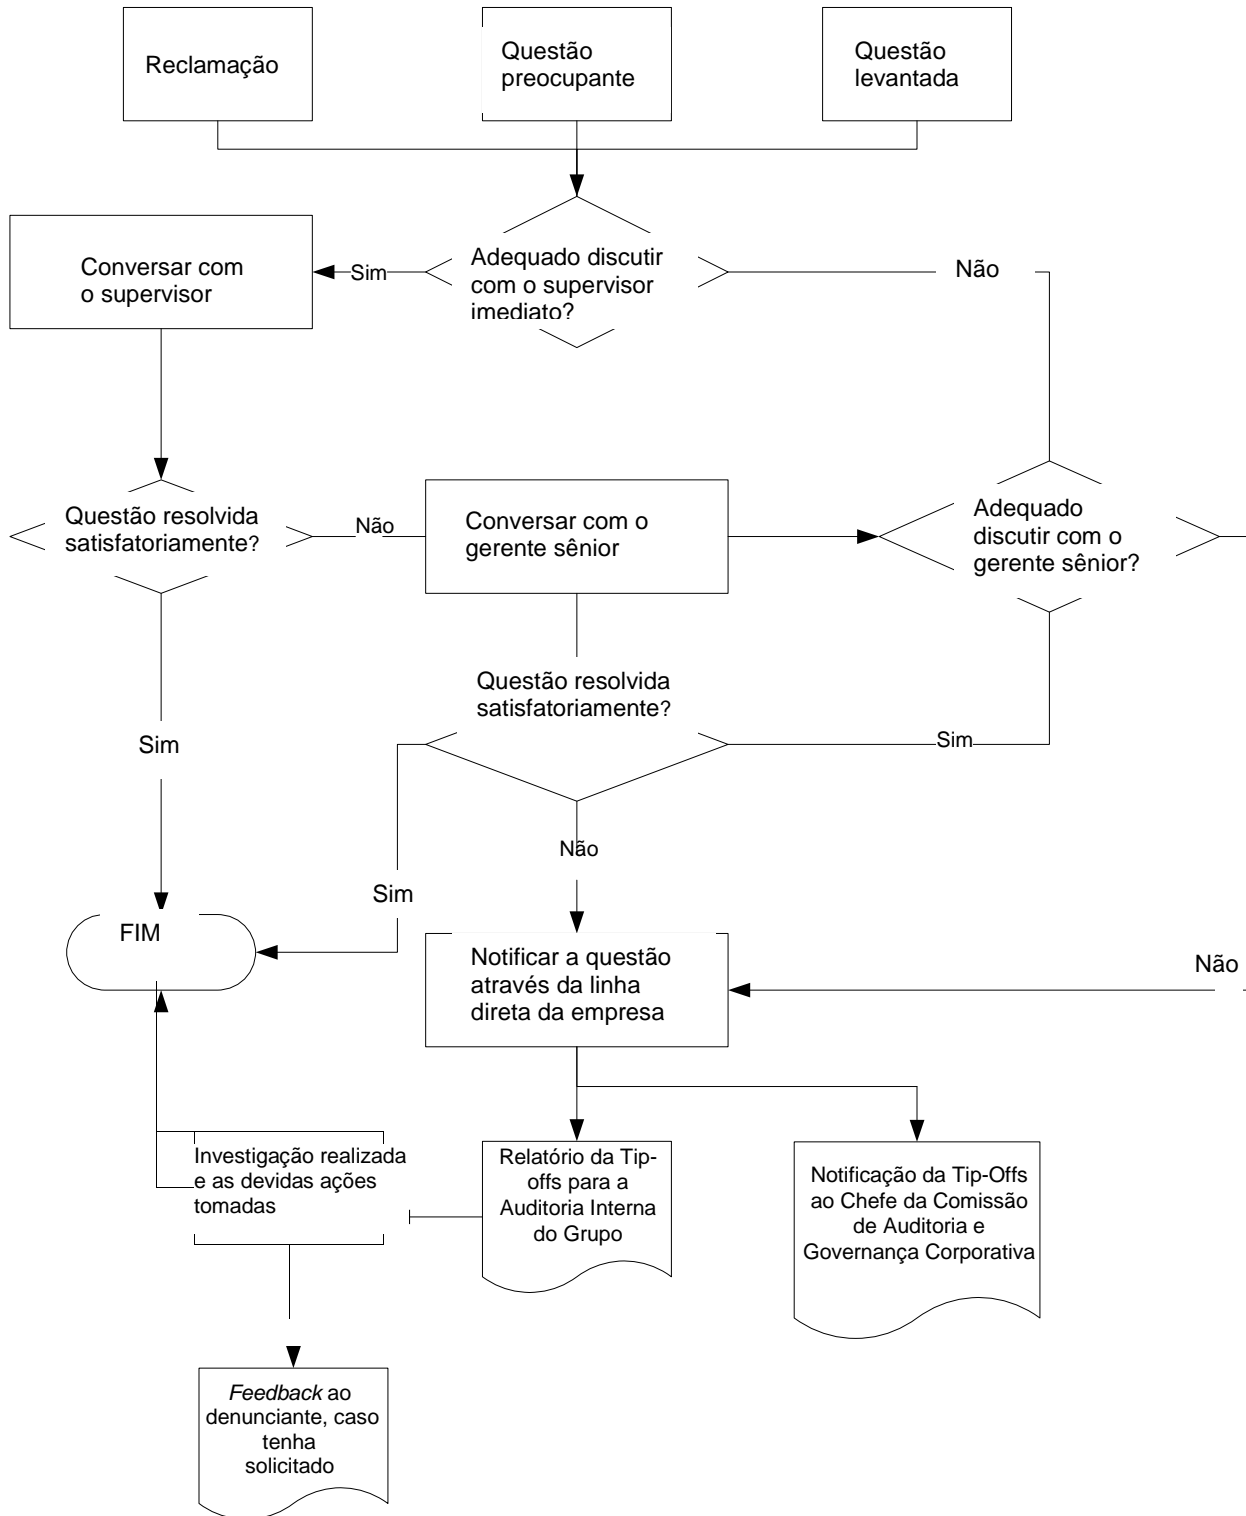 Reclamação
Questão
preocupante
Questão
levantada
Adequado discutir
com o supervisor
imediato?
Sim
Não
Conversar com
o supervisor
Questão resolvida
satisfatoriamente?
Não
Conversar com o
gerente sênior
Adequado
discutir com o
gerente sênior?
Questão resolvida
satisfatoriamente?
Sim
Sim
Não
Sim
FIM
Notificar a questão
através da linha
direta da empresa
Não
Investigação realizada
e as devidas ações
tomadas
Relatório da Tip-
offs para a
Auditoria Interna
do Grupo
Notificação da Tip-Offs
ao Chefe da Comissão
de Auditoria e
Governança Corporativa
Feedback ao
denunciante, caso
tenha
solicitado